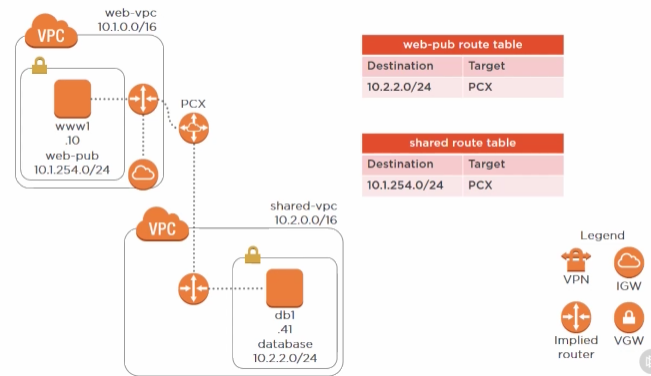 web-vpc
10.1.0.0/16
VPC
www1
.10
web-pub
10.1.254.0/24
PCX
shared-vpc
10.2.0.0/16
VPC
db1
.41
database
10.2.2.0/24
web-pub route table
Destination Target
10.2.2.0/24 PCX
shared route table
Destination Target
10.1.254.0/24 PCX
Legend
VPN IGW
Implied router VGW